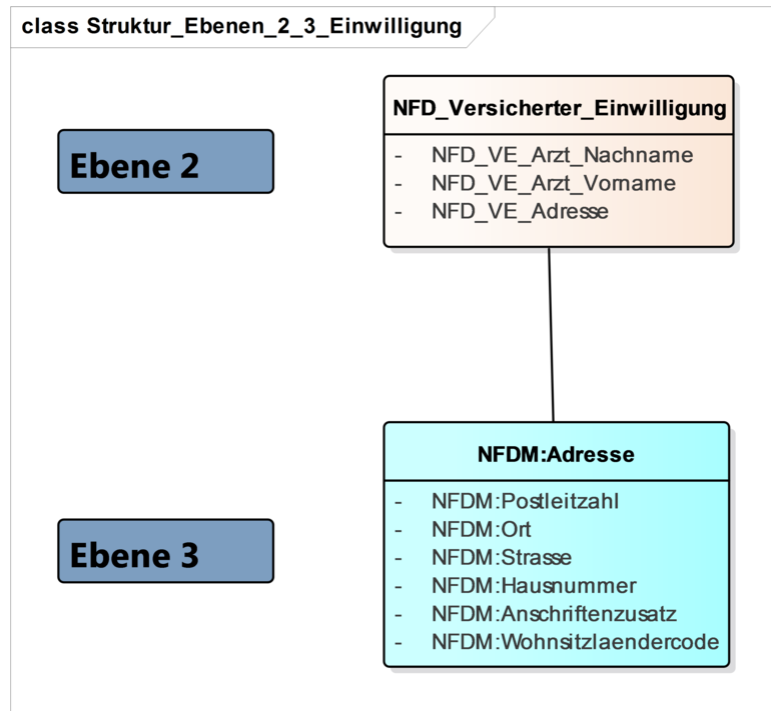 class Struktur_Ebenen_2_3_Einwilligung
Ebene 2
NFD_Versicherter_Einwilligung
- NFD_VE_Arzt_Nachname
- NFD_VE_Arzt_Vorname
- NFD_VE_Adresse
Ebene 3
NFDM:Adresse
- NFDM:Postleitzahl
- NFDM:Ort
- NFDM:Strasse
- NFDM:Hausnummer
- NFDM:Anschriftenzusatz
- NFDM:Wohnsitzlaendercode